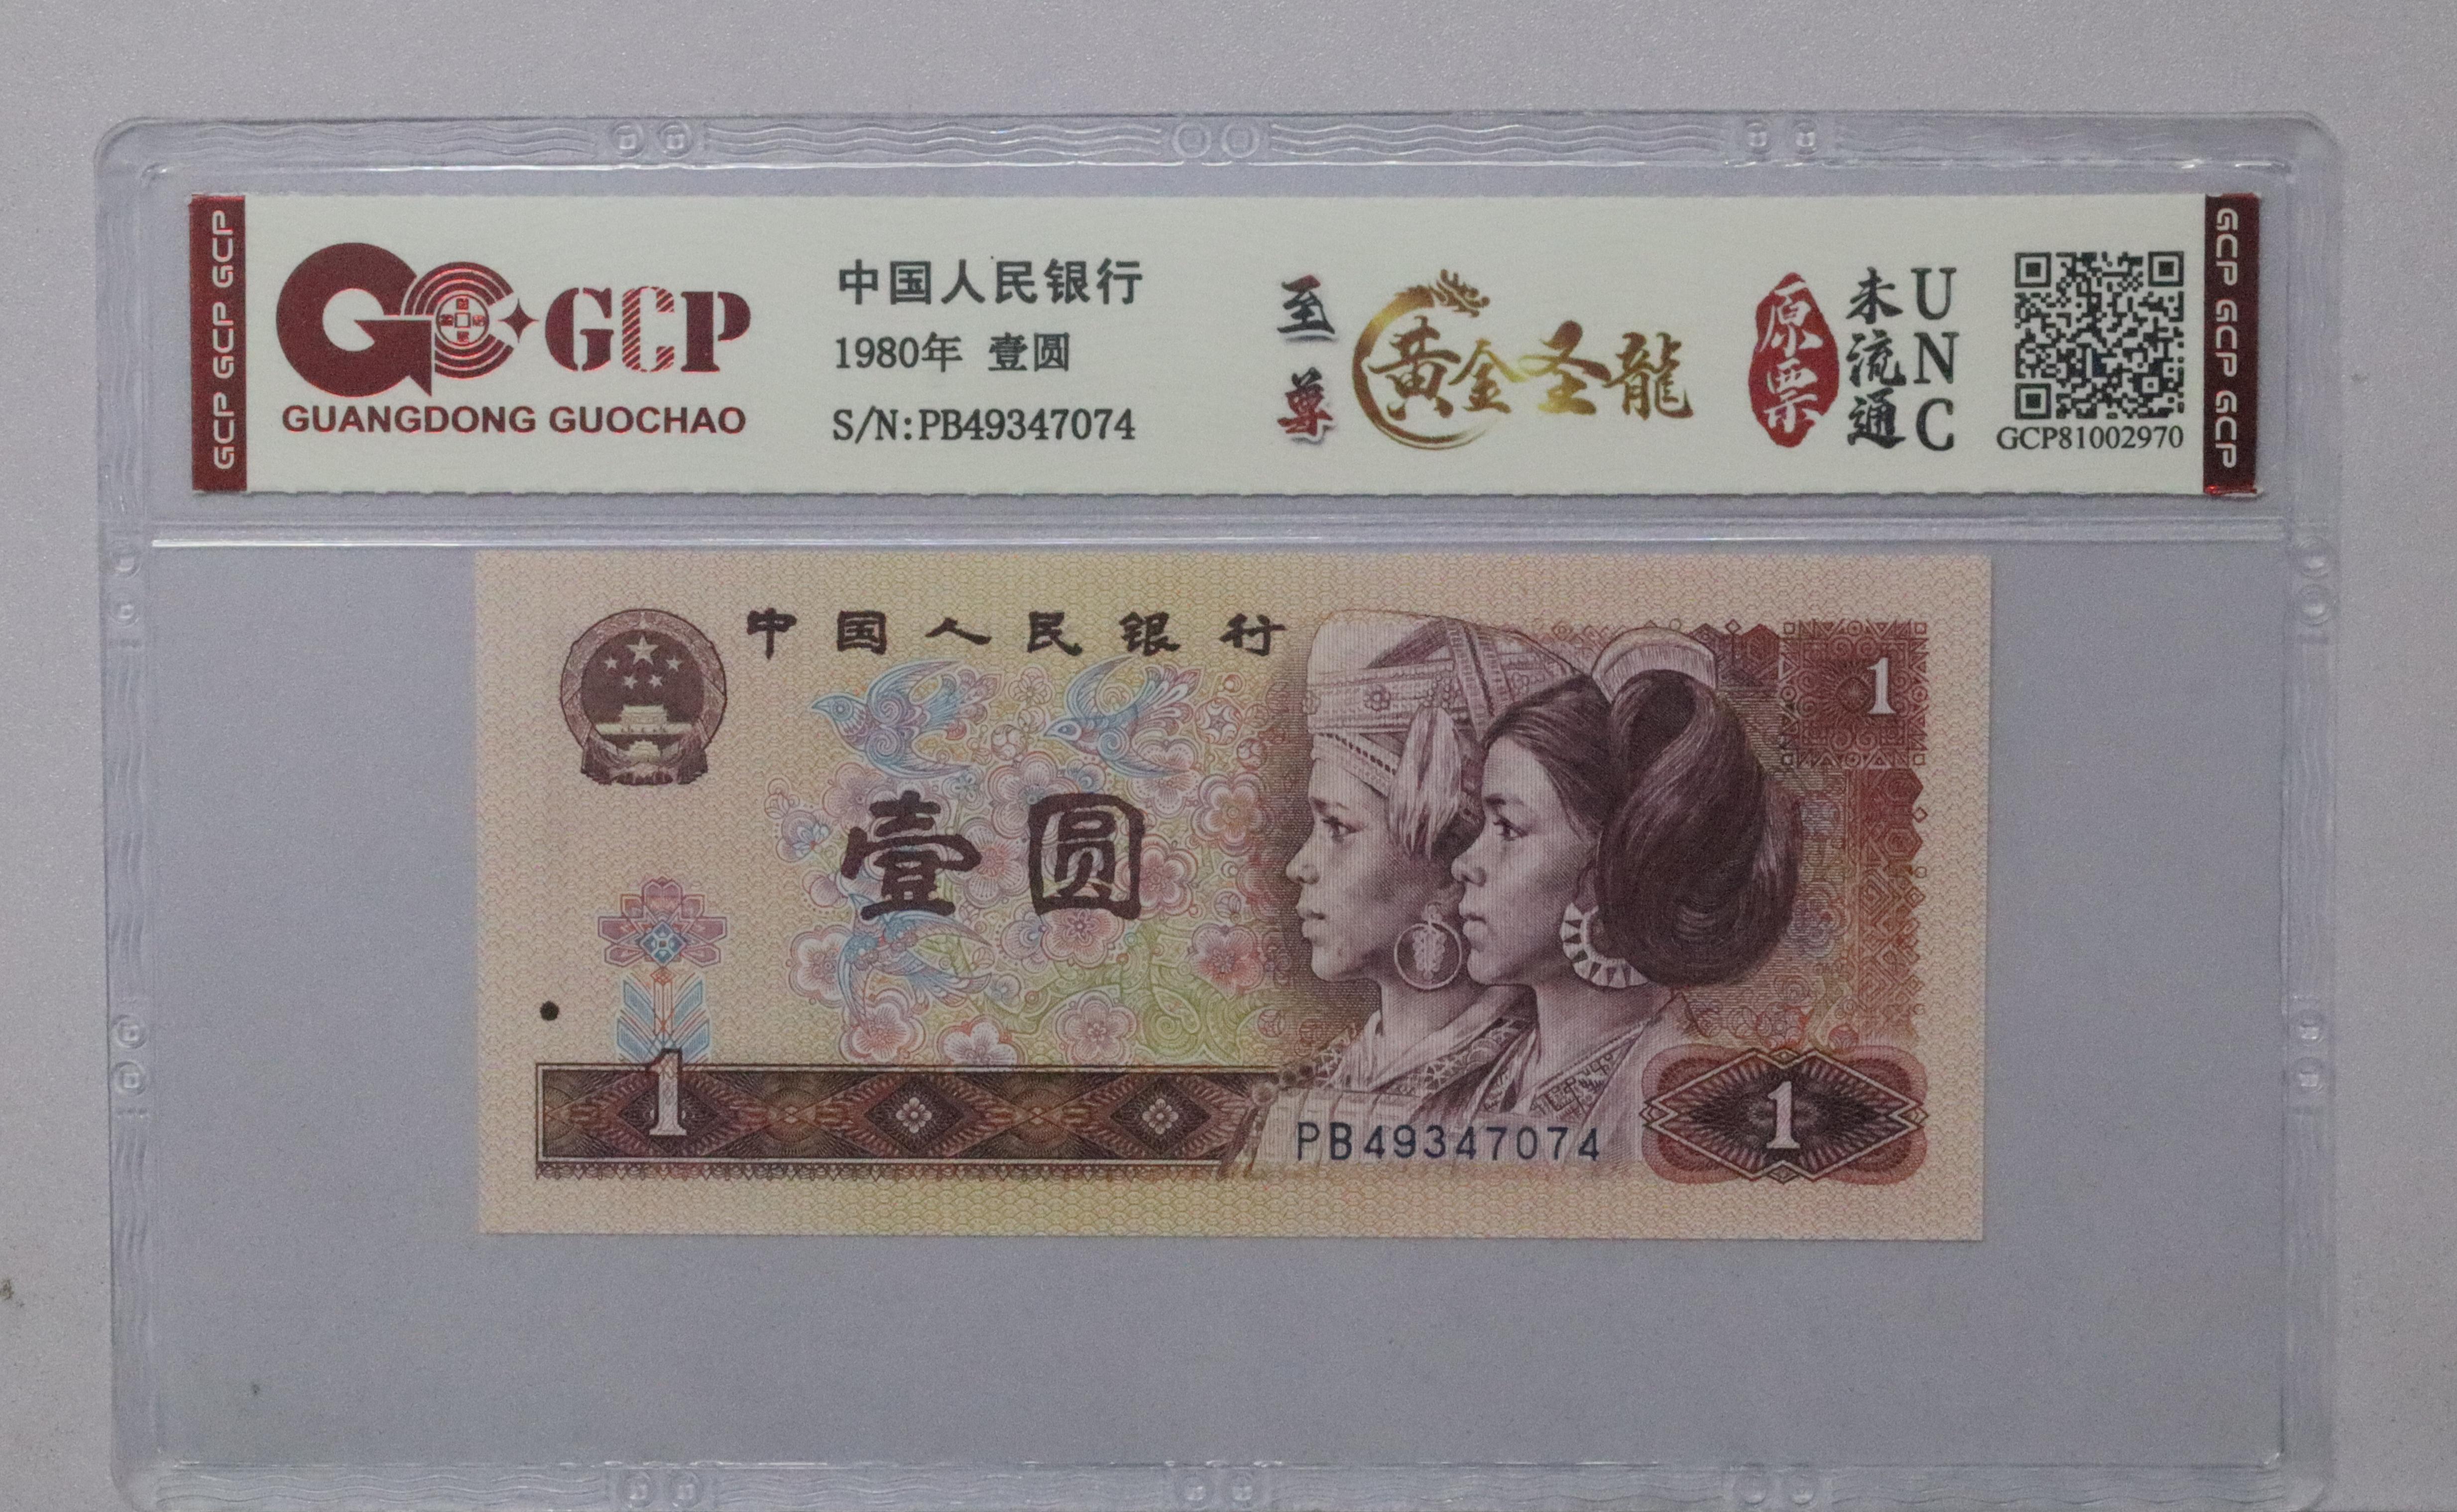 GCP GCP GCP
GCP
GUANGDONG GUOCHAO
中国人民银行
1980年 壹圆
S/N:PB49347074
至尊
黄金圣龍
原票
未流通
UNC
GCP81002970
GCP GCP GCP
中国人民银行
1
壹圆
1
PB49347074
1